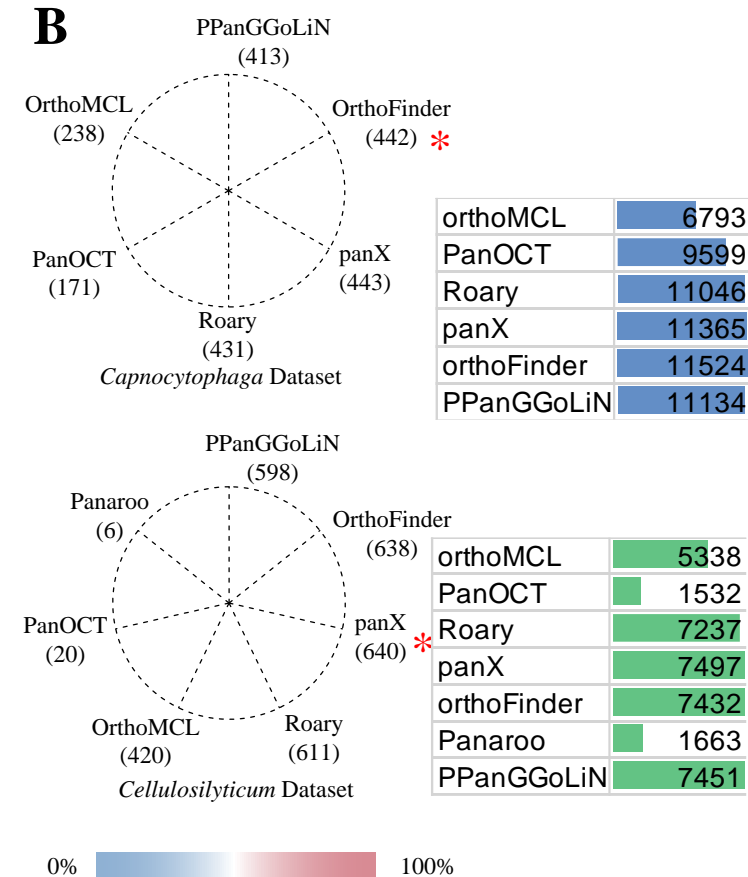 B
PPanGGoLiN
(413)
OrthoMCL
(238)
OrthoFinder
(442) *
PanOCT
(171)
panX
(443)
Roary
(431)
Capnocytophaga Dataset
orthoMCL 6793
PanOCT 9599
Roary 11046
panX 11365
orthoFinder 11524
PPanGGoLiN 11134
PPanGGoLiN
(598)
Panaroo
(6)
OrthoFinder
(638)
PanOCT
(20)
panX
(640) *
OrthoMCL
(420)
Roary
(611)
Cellulosilyticum Dataset
orthoMCL 5338
PanOCT 1532
Roary 7237
panX 7497
orthoFinder 7432
Panaroo 1663
PPanGGoLiN 7451
0% 100%